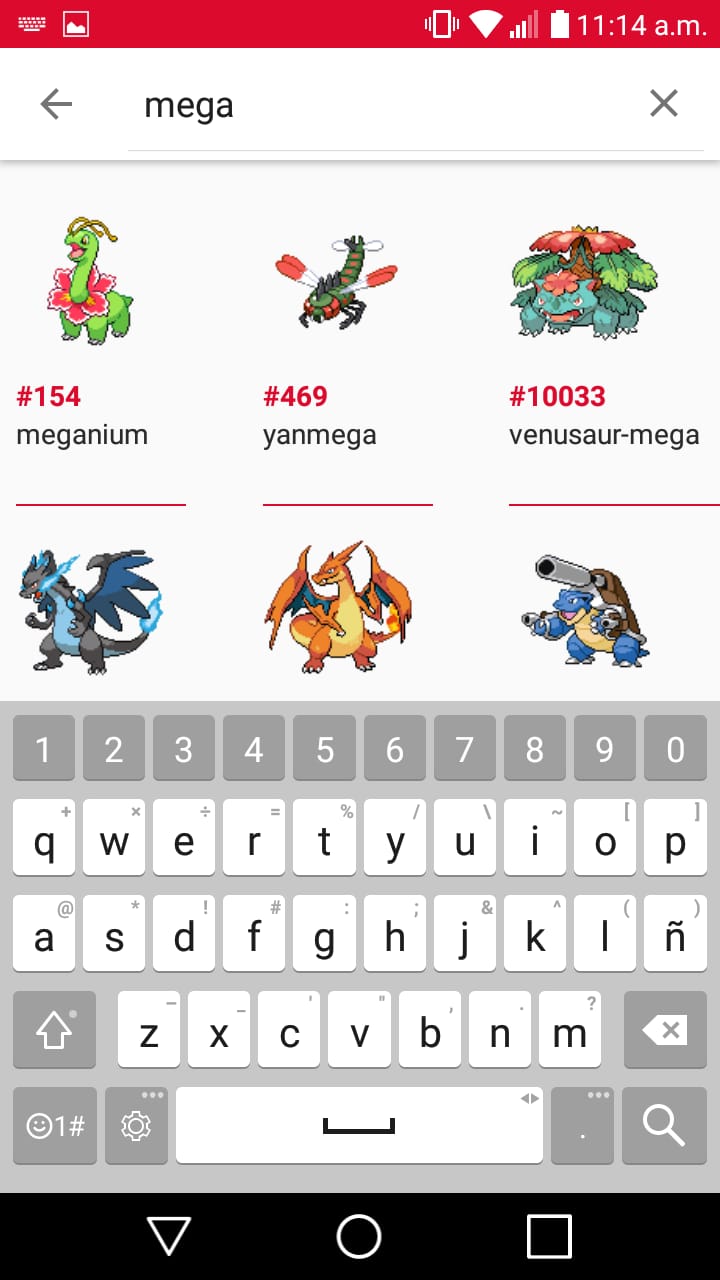 11:14 a.m.
mega
#154 #469 #10033
meganium yanmega venusaur-mega
1 2 3 4 5 6 7 8 9 0
+ × ÷ = % / \ ~ [ ]
q w e r t y u i o p
@ * ! # : ; & ^ ( )
a s d f g h j k l ñ
– _ ' " , . ?
z x c v b n m
1# .